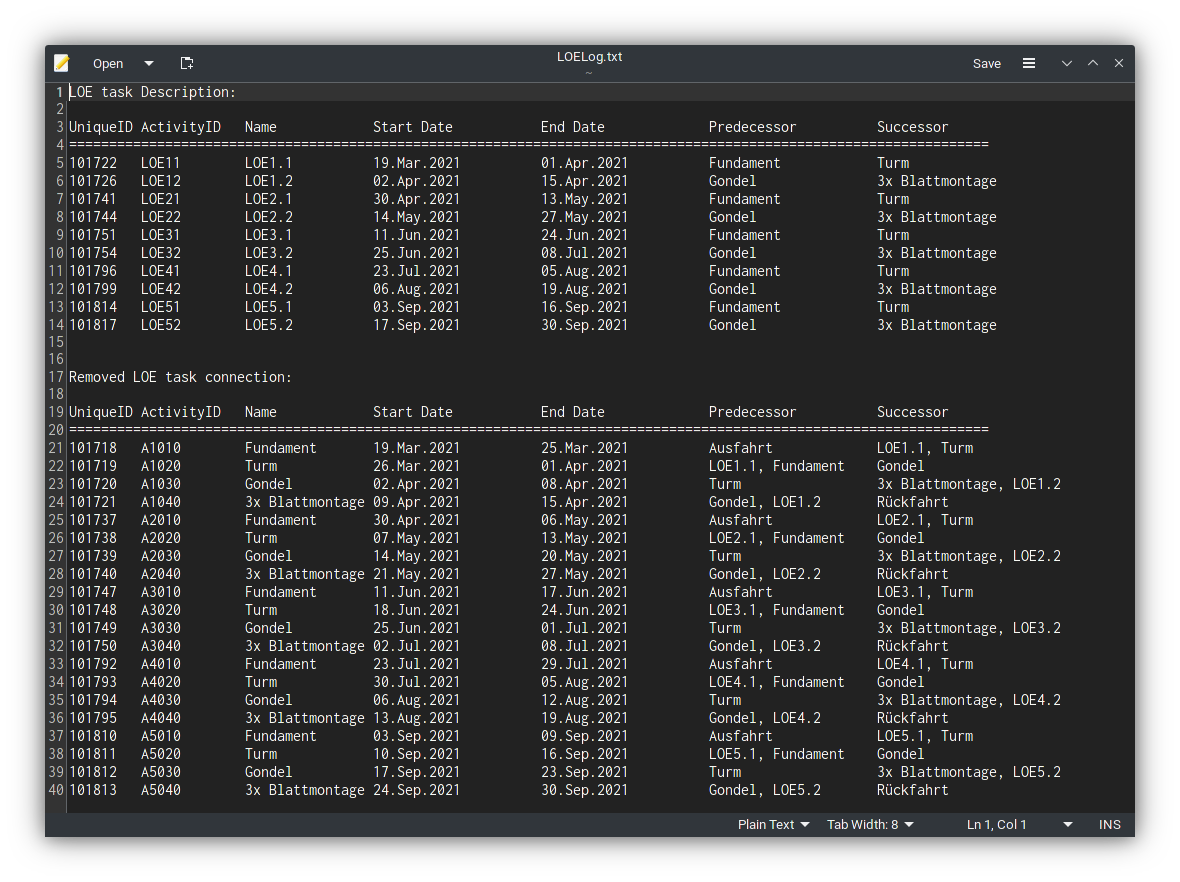 Open
LOELog.txt
~
Save
1 LOE task Description:
2
3 UniqueID ActivityID Name Start Date End Date Predecessor Successor
4 ===================================================================================================================
5 101722 LOE11 LOE1.1 19.Mar.2021 01.Apr.2021 Fundament Turm
6 101726 LOE12 LOE1.2 02.Apr.2021 15.Apr.2021 Gondel 3x Blattmontage
7 101741 LOE21 LOE2.1 30.Apr.2021 13.May.2021 Fundament Turm
8 101744 LOE22 LOE2.2 14.May.2021 27.May.2021 Gondel 3x Blattmontage
9 101751 LOE31 LOE3.1 11.Jun.2021 24.Jun.2021 Fundament Turm
10 101754 LOE32 LOE3.2 25.Jun.2021 08.Jul.2021 Gondel 3x Blattmontage
11 101796 LOE41 LOE4.1 23.Jul.2021 05.Aug.2021 Fundament Turm
12 101799 LOE42 LOE4.2 06.Aug.2021 19.Aug.2021 Gondel 3x Blattmontage
13 101814 LOE51 LOE5.1 03.Sep.2021 16.Sep.2021 Fundament Turm
14 101817 LOE52 LOE5.2 17.Sep.2021 30.Sep.2021 Gondel 3x Blattmontage
15
16
17 Removed LOE task connection:
18
19 UniqueID ActivityID Name Start Date End Date Predecessor Successor
20 ===================================================================================================================
21 101718 A1010 Fundament 19.Mar.2021 25.Mar.2021 Ausfahrt LOE1.1, Turm
22 101719 A1020 Turm 26.Mar.2021 01.Apr.2021 LOE1.1, Fundament Gondel
23 101720 A1030 Gondel 02.Apr.2021 08.Apr.2021 Turm 3x Blattmontage, LOE1.2
24 101721 A1040 3x Blattmontage 09.Apr.2021 15.Apr.2021 Gondel, LOE1.2 Rückfahrt
25 101737 A2010 Fundament 30.Apr.2021 06.May.2021 Ausfahrt LOE2.1, Turm
26 101738 A2020 Turm 07.May.2021 13.May.2021 LOE2.1, Fundament Gondel
27 101739 A2030 Gondel 14.May.2021 20.May.2021 Turm 3x Blattmontage, LOE2.2
28 101740 A2040 3x Blattmontage 21.May.2021 27.May.2021 Gondel, LOE2.2 Rückfahrt
29 101747 A3010 Fundament 11.Jun.2021 17.Jun.2021 Ausfahrt LOE3.1, Turm
30 101748 A3020 Turm 18.Jun.2021 24.Jun.2021 LOE3.1, Fundament Gondel
31 101749 A3030 Gondel 25.Jun.2021 01.Jul.2021 Turm 3x Blattmontage, LOE3.2
32 101750 A3040 3x Blattmontage 02.Jul.2021 08.Jul.2021 Gondel, LOE3.2 Rückfahrt
33 101792 A4010 Fundament 23.Jul.2021 29.Jul.2021 Ausfahrt LOE4.1, Turm
34 101793 A4020 Turm 30.Jul.2021 05.Aug.2021 LOE4.1, Fundament Gondel
35 101794 A4030 Gondel 06.Aug.2021 12.Aug.2021 Turm 3x Blattmontage, LOE4.2
36 101795 A4040 3x Blattmontage 13.Aug.2021 19.Aug.2021 Gondel, LOE4.2 Rückfahrt
37 101810 A5010 Fundament 03.Sep.2021 09.Sep.2021 Ausfahrt LOE5.1, Turm
38 101811 A5020 Turm 10.Sep.2021 16.Sep.2021 LOE5.1, Fundament Gondel
39 101812 A5030 Gondel 17.Sep.2021 23.Sep.2021 Turm 3x Blattmontage, LOE5.2
40 101813 A5040 3x Blattmontage 24.Sep.2021 30.Sep.2021 Gondel, LOE5.2 Rückfahrt
Plain Text Tab Width: 8 Ln 1, Col 1 INS